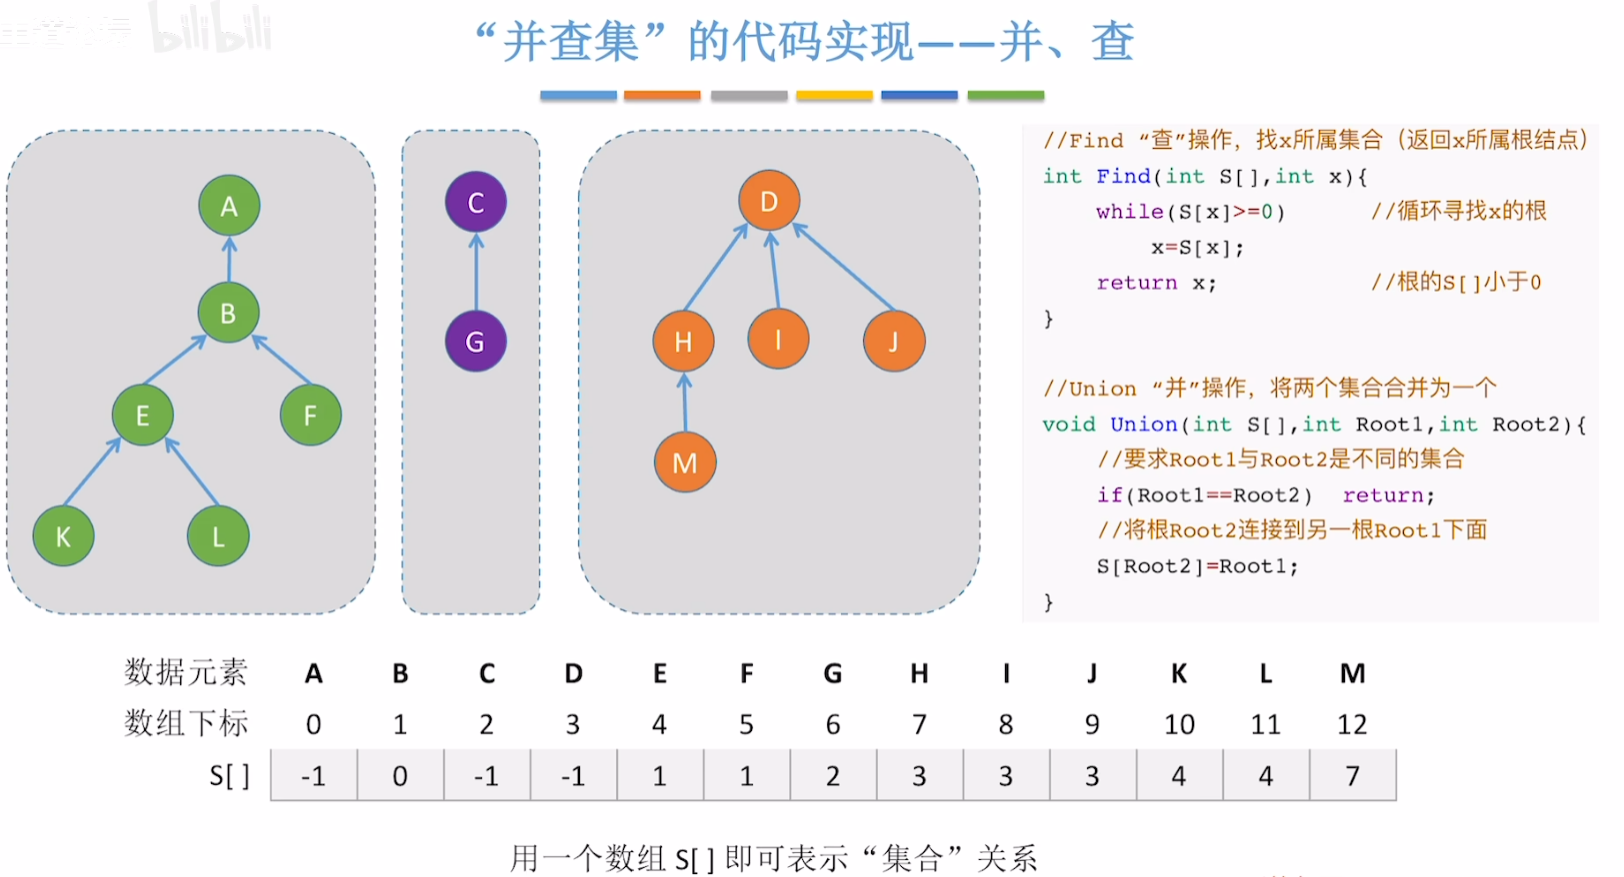 bilibili
“并查集”的代码实现——并、查
A
B
E
F
K
L
C
G
D
H
I
J
M
//Find “查”操作，找x所属集合（返回x所属根结点）
int Find(int S[],int x){
while(S[x]>=0) //循环寻找x的根
x=S[x];
return x; //根的S[]小于0
}
//Union “并”操作，将两个集合合并为一个
void Union(int S[],int Root1,int Root2){
//要求Root1与Root2是不同的集合
if(Root1==Root2) return;
//将根Root2连接到另一根Root1下面
S[Root2]=Root1;
}
数据元素 A B C D E F G H I J K L M
数组下标 0 1 2 3 4 5 6 7 8 9 10 11 12
S[ ] -1 0 -1 -1 1 1 2 3 3 3 4 4 7
用一个数组 S[ ] 即可表示“集合”关系